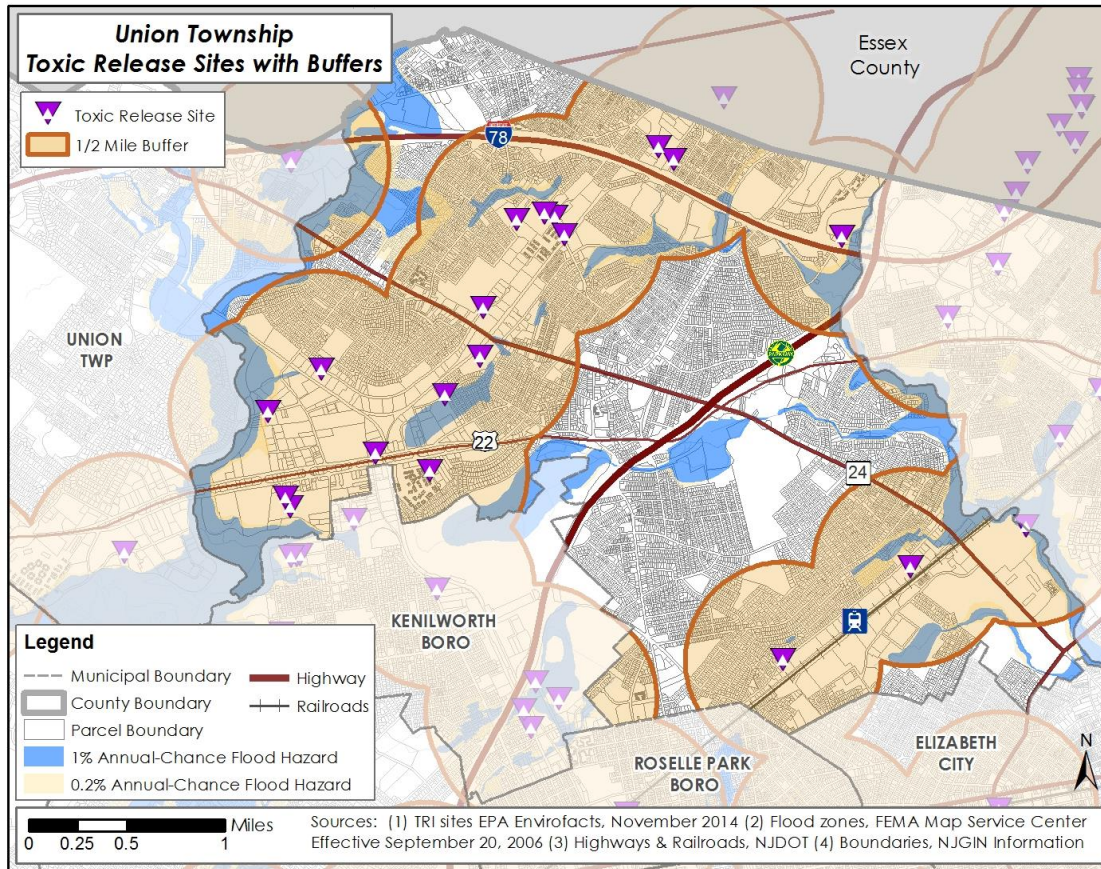 Union Township
Toxic Release Sites with Buffers
Toxic Release Site
1/2 Mile Buffer
Essex
County
78
UNION
TWP
22
24
KENILWORTH
BORO
ROSELLE PARK
BORO
ELIZABETH
CITY
N
Legend
Municipal Boundary
Highway
County Boundary
Railroads
Parcel Boundary
1% Annual-Chance Flood Hazard
0.2% Annual-Chance Flood Hazard
0 0.25 0.5 1 Miles
Sources: (1) TRI sites EPA Envirofacts, November 2014 (2) Flood zones, FEMA Map Service Center
Effective September 20, 2006 (3) Highways & Railroads, NJDOT (4) Boundaries, NJGIN Information